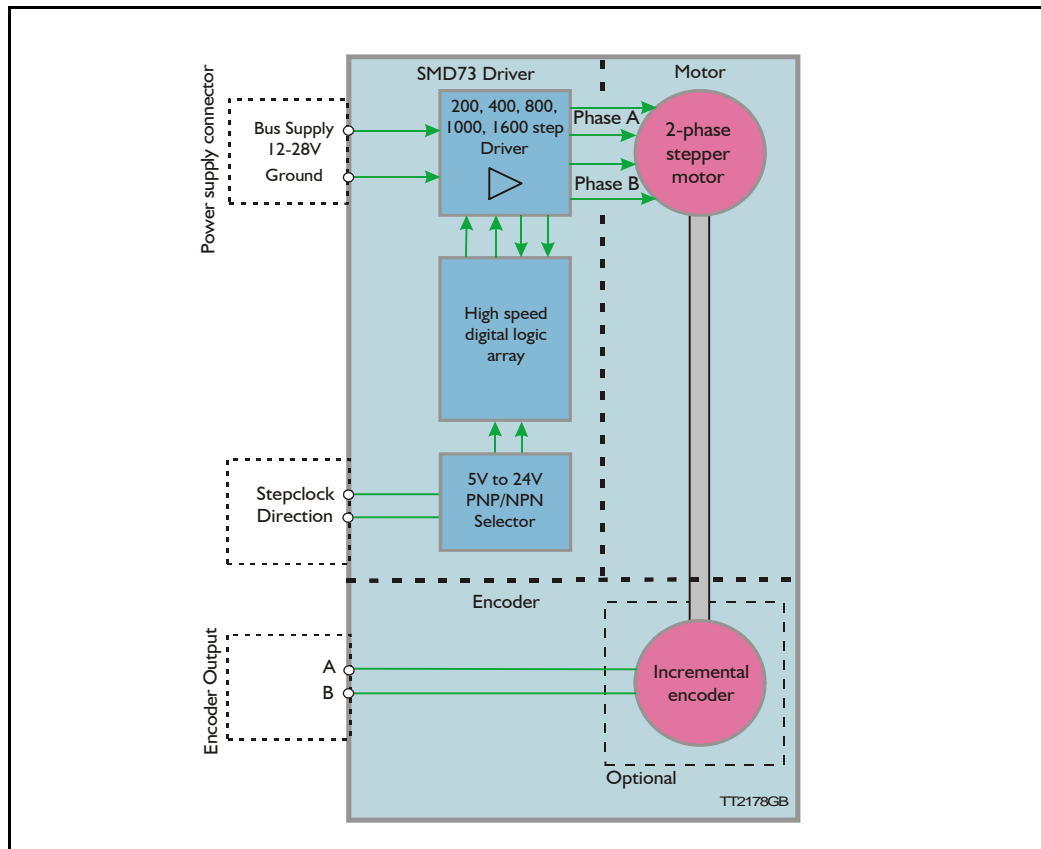 SMD73 Driver
Motor
Power supply connector
Bus Supply
12-28V
Ground
200, 400, 800,
1000, 1600 step
Driver
Phase A
Phase B
2-phase
stepper
motor
High speed
digital logic
array
Stepclock
Direction
5V to 24V
PNP/NPN
Selector
Encoder
Encoder Output
A
B
Incremental
encoder
Optional
TT2178GB